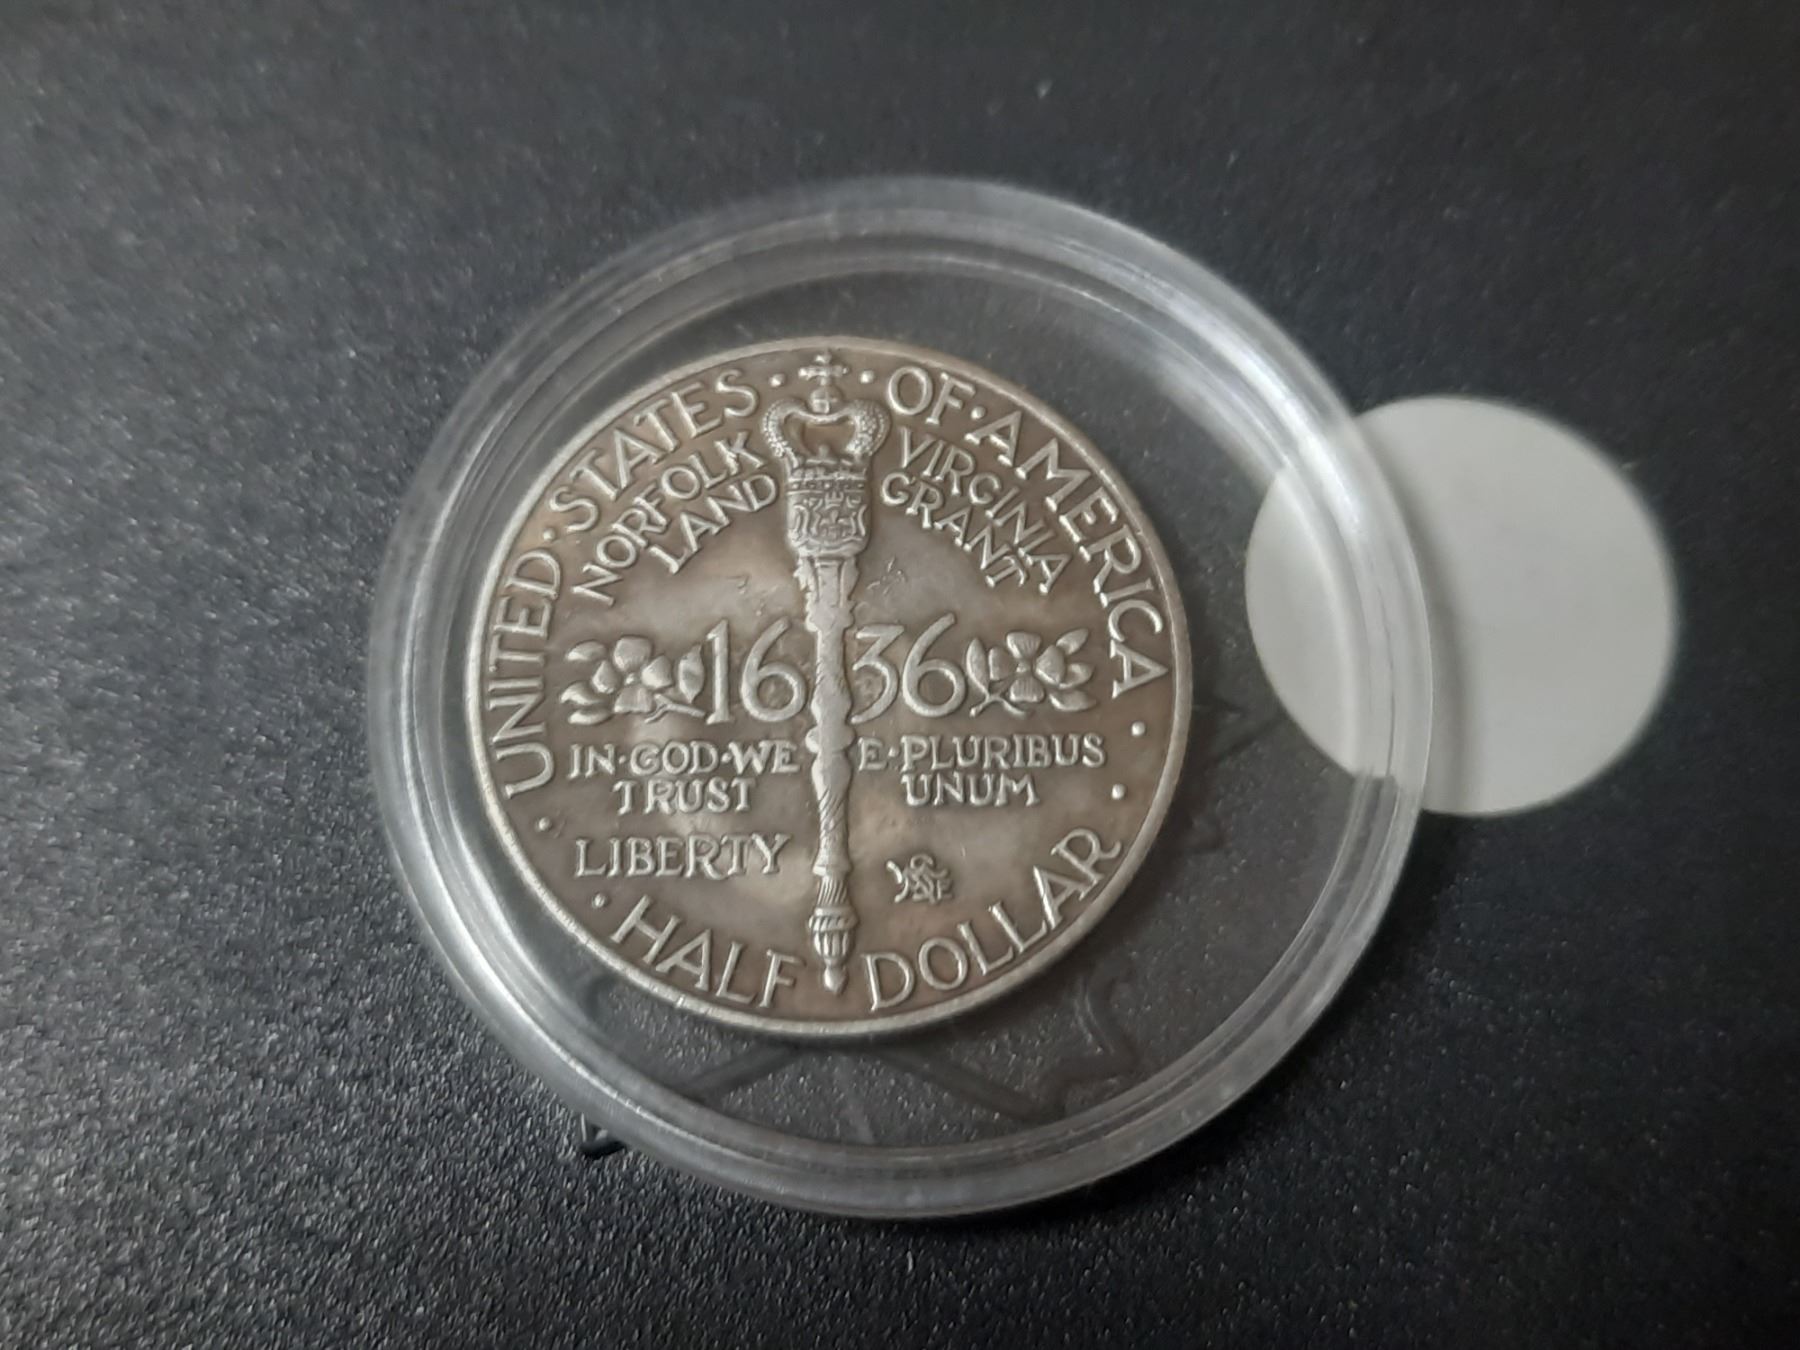 UNITED·STATES · · OF·AMERICA
NORFOLK VIRGINIA
LAND GRANT
1636
IN·GOD·WE E·PLURIBUS
TRUST UNUM
LIBERTY
HALF DOLLAR